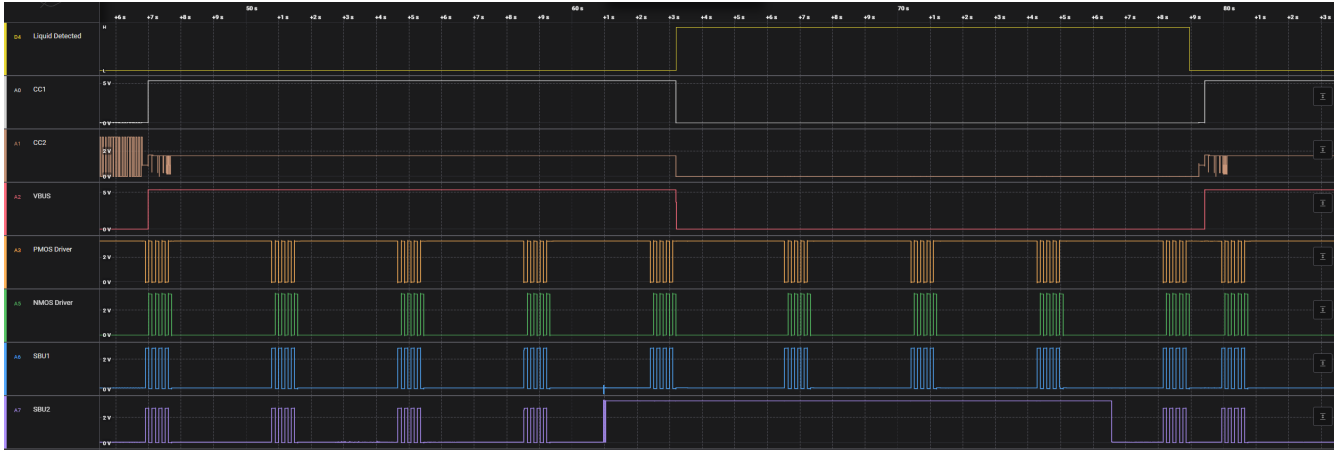 50 s 60 s 70 s 80 s
+6 s +7 s +8 s +9 s +1 s +2 s +3 s +4 s +5 s +6 s +7 s +8 s +9 s +1 s +2 s +3 s +4 s +5 s +6 s +7 s +8 s +9 s +1 s +2 s +3 s +4 s +5 s +6 s +7 s +8 s +9 s +1 s +2 s +3 s
D4 Liquid Detected H
L
A0 CC1 5 V
0 V
A1 CC2 2 V
0 V
A2 VBUS 5 V
0 V
A3 PMOS Driver 2 V
0 V
A5 NMOS Driver 2 V
0 V
A6 SBU1 2 V
0 V
A7 SBU2 2 V
0 V